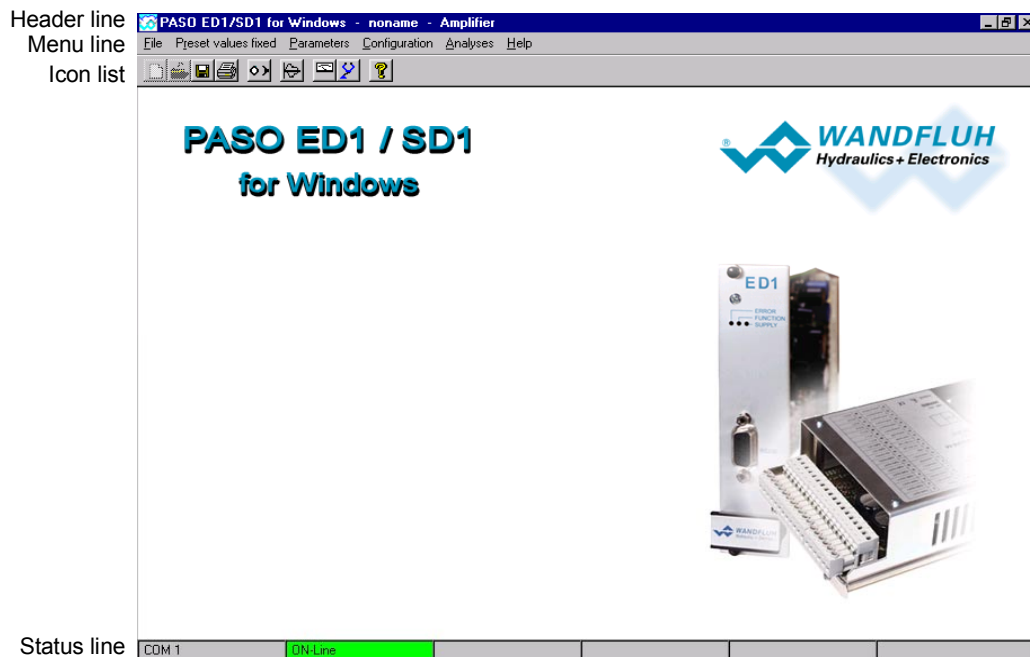 Header line
PASO ED1/SD1 for Windows - noname - Amplifier
Menu line
File Preset values fixed Parameters Configuration Analyses Help
Icon list
PASO ED1 / SD1
for Windows
® WANDFLUH
Hydraulics + Electronics
ED1
ERROR
FUNCTION
SUPPLY
WANDFLUH
Status line
COM 1 ON-Line